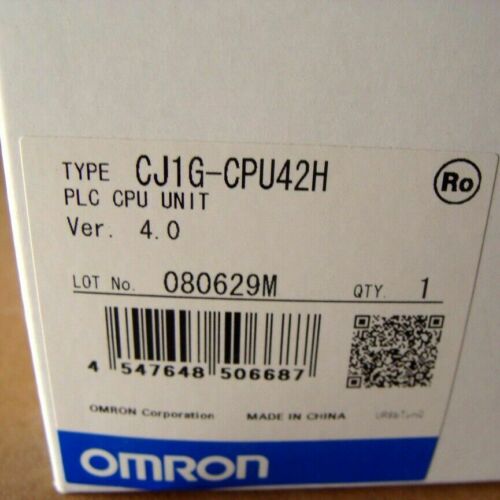 TYPE CJ1G-CPU42H Ro
PLC CPU UNIT
Ver. 4.0
LOT No. 080629M QTY. 1
4 547648 506687
OMRON Corporation MADE IN CHINA
OMRON